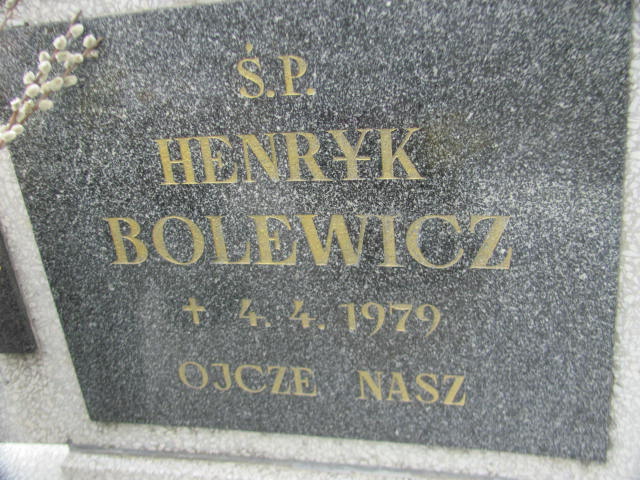 Ś.P.
HENRYK
BOLEWICZ
✝ 4. 4. 1979
OJCZE NASZ